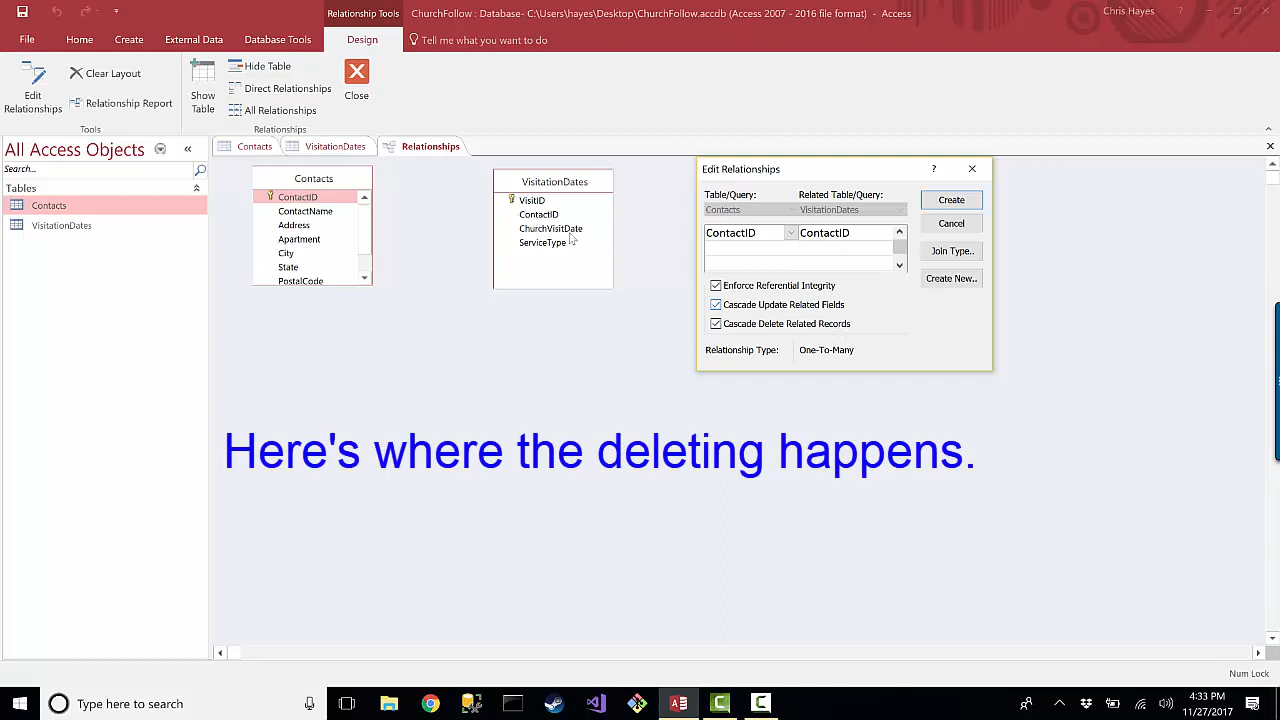 Relationship Tools
ChurchFollow : Database- C:\Users\hayes\Desktop\ChurchFollow.accdb (Access 2007 - 2016 file format) - Access
Chris Hayes
File
Home
Create
External Data
Database Tools
Design
Tell me what you want to do
Edit
Relationships
Clear Layout
Relationship Report
Tools
Show
Table
Hide Table
Direct Relationships
All Relationships
Relationships
Close
All Access Objects
Search...
Tables
Contacts
VisitationDates
Contacts
VisitationDates
Relationships
Contacts
ContactID
ContactName
Address
Apartment
City
State
PostalCode
VisitationDates
VisitID
ContactID
ChurchVisitDate
ServiceType
Edit Relationships
?
Table/Query:
Related Table/Query:
Contacts
VisitationDates
ContactID
ContactID
Enforce Referential Integrity
Cascade Update Related Fields
Cascade Delete Related Records
Relationship Type:
One-To-Many
Create
Cancel
Join Type..
Create New..
Here's where the deleting happens.
Num Lock
Type here to search
4:33 PM
11/27/2017